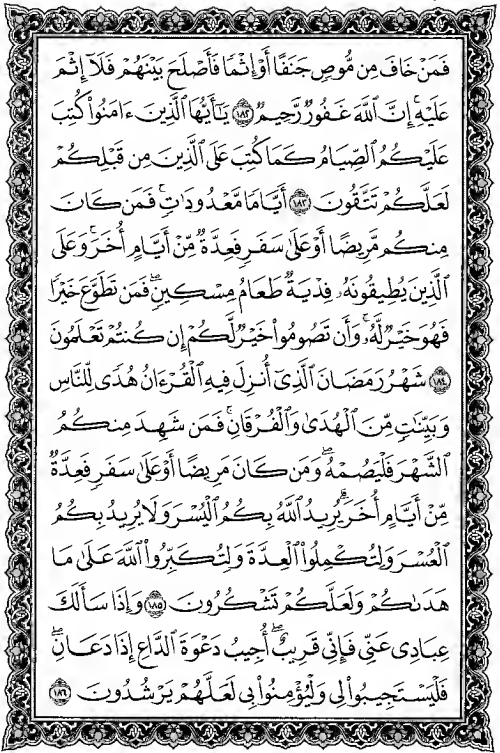 فَمَنْ خَافَ مِن مُّوصٍ جَنَفًا أَوْ إِثْمًا فَأَصْلَحَ بَيْنَهُمْ فَلَآ إِثْمَ
عَلَيْهِ ۚ إِنَّ ٱللَّهَ غَفُورٌ رَّحِيمٌ ١٨٢ يَٰٓأَيُّهَا ٱلَّذِينَ ءَامَنُوا۟ كُتِبَ
عَلَيْكُمُ ٱلصِّيَامُ كَمَا كُتِبَ عَلَى ٱلَّذِينَ مِن قَبْلِكُمْ
لَعَلَّكُمْ تَتَّقُونَ ١٨٣ أَيَّامًا مَّعْدُودَٰتٍ ۚ فَمَن كَانَ
مِنكُم مَّرِيضًا أَوْ عَلَىٰ سَفَرٍ فَعِدَّةٌ مِّنْ أَيَّامٍ أُخَرَ ۚ وَعَلَى
ٱلَّذِينَ يُطِيقُونَهُۥ فِدْيَةٌ طَعَامُ مِسْكِينٍ ۖ فَمَن تَطَوَّعَ خَيْرًا
فَهُوَ خَيْرٌ لَّهُۥ ۚ وَأَن تَصُومُوا۟ خَيْرٌ لَّكُمْ إِن كُنتُمْ تَعْلَمُونَ
١٨٤ شَهْرُ رَمَضَانَ ٱلَّذِىٓ أُنزِلَ فِيهِ ٱلْقُرْءَانُ هُدًى لِّلنَّاسِ
وَبَيِّنَٰتٍ مِّنَ ٱلْهُدَىٰ وَٱلْفُرْقَانِ ۚ فَمَن شَهِدَ مِنكُمُ
ٱلشَّهْرَ فَلْيَصُمْهُ ۖ وَمَن كَانَ مَرِيضًا أَوْ عَلَىٰ سَفَرٍ فَعِدَّةٌ
مِّنْ أَيَّامٍ أُخَرَ ۗ يُرِيدُ ٱللَّهُ بِكُمُ ٱلْيُسْرَ وَلَا يُرِيدُ بِكُمُ
ٱلْعُسْرَ وَلِتُكْمِلُوا۟ ٱلْعِدَّةَ وَلِتُكَبِّرُوا۟ ٱللَّهَ عَلَىٰ مَا
هَدَىٰكُمْ وَلَعَلَّكُمْ تَشْكُرُونَ ١٨٥ وَإِذَا سَأَلَكَ
عِبَادِى عَنِّى فَإِنِّى قَرِيبٌ ۖ أُجِيبُ دَعْوَةَ ٱلدَّاعِ إِذَا دَعَانِ ۖ
فَلْيَسْتَجِيبُوا۟ لِى وَلْيُؤْمِنُوا۟ بِى لَعَلَّهُمْ يَرْشُدُونَ ١٨٦